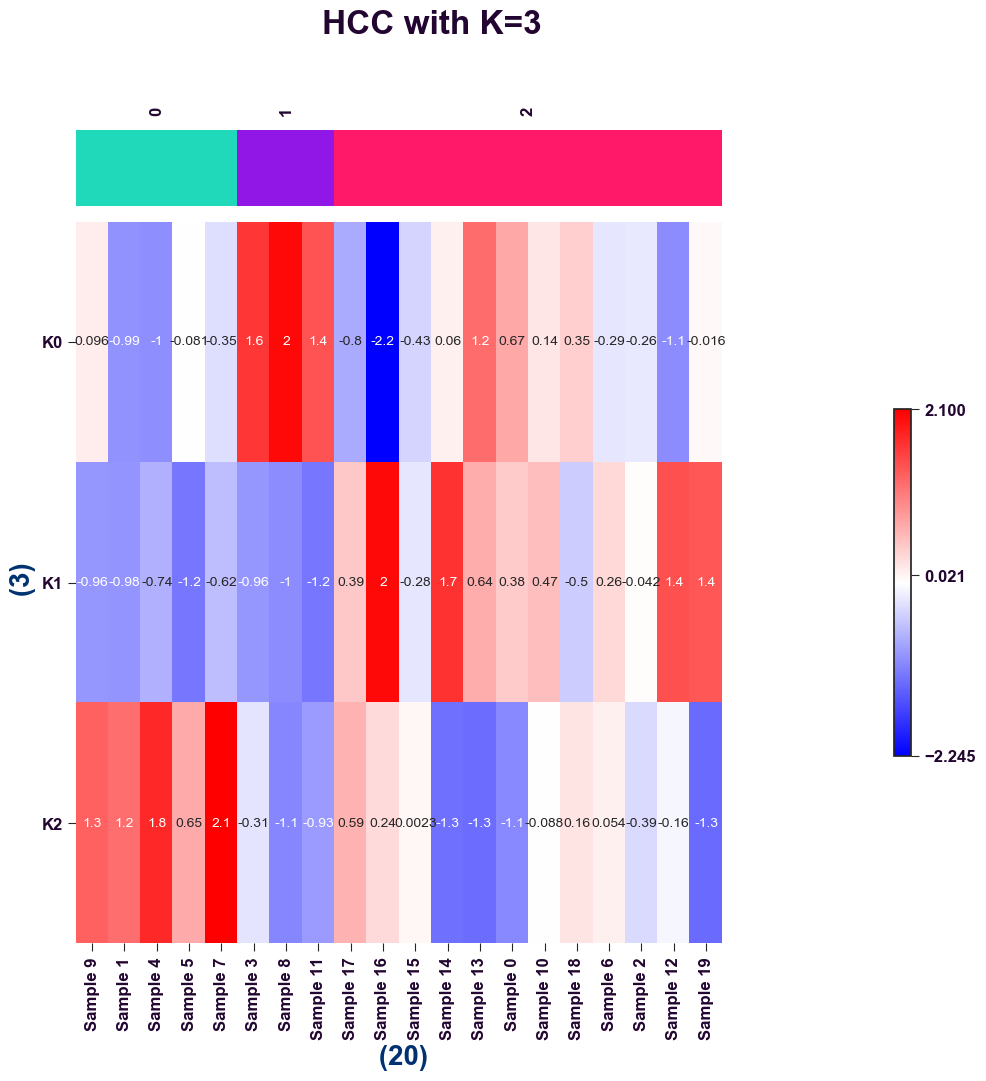 HCC with K=3
0 1 2
K0 0.096 -0.99 -1 -0.081 -0.35 1.6 2 1.4 -0.8 -2.2 -0.43 0.06 1.2 0.67 0.14 0.35 -0.29 -0.26 -1.1 -0.016
K1 -0.96 -0.98 -0.74 -1.2 -0.62 -0.96 -1 -1.2 0.39 2 -0.28 1.7 0.64 0.38 0.47 -0.5 0.26 -0.042 1.4 1.4
K2 1.3 1.2 1.8 0.65 2.1 -0.31 -1.1 -0.93 0.59 0.24 0.0023 -1.3 -1.3 -1.1 -0.088 0.16 0.054 -0.39 -0.16 -1.3
(3)
Sample 9 Sample 1 Sample 4 Sample 5 Sample 7 Sample 3 Sample 8 Sample 11 Sample 17 Sample 16 Sample 15 Sample 14 Sample 13 Sample 0 Sample 10 Sample 18 Sample 6 Sample 2 Sample 12 Sample 19
(20)
2.100
0.021
−2.245